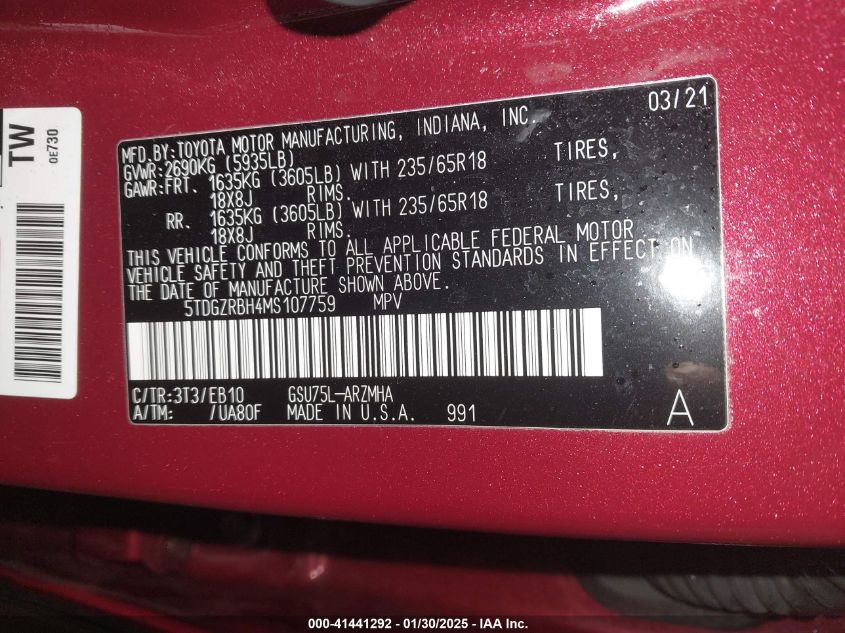 TW
0E730
03/21
MFD.BY:TOYOTA MOTOR MANUFACTURING, INDIANA, INC.
GVWR:2690KG (5935LB)
GAWR:FRT. 1635KG (3605LB) WITH 235/65R18 TIRES,
18X8J RIMS.
RR. 1635KG (3605LB) WITH 235/65R18 TIRES,
18X8J RIMS.
THIS VEHICLE CONFORMS TO ALL APPLICABLE FEDERAL MOTOR
VEHICLE SAFETY AND THEFT PREVENTION STANDARDS IN EFFECT ON
THE DATE OF MANUFACTURE SHOWN ABOVE.
5TDGZRBH4MS107759 MPV
C/TR:3T3/EB10 GSU75L-ARZMHA
A/TM: /UA80F MADE IN U.S.A. 991 A
000-41441292 - 01/30/2025 - IAA Inc.